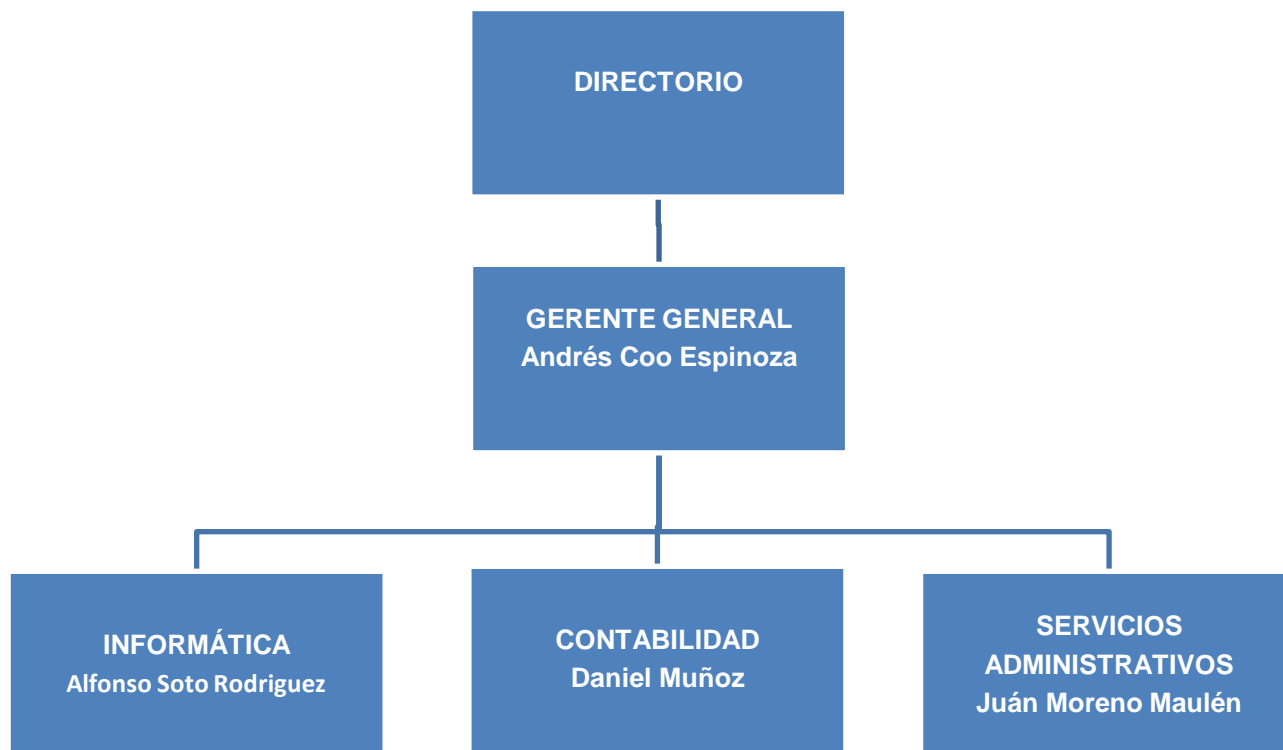 DIRECTORIO
GERENTE GENERAL
Andrés Coo Espinoza
INFORMÁTICA
Alfonso Soto Rodriguez
CONTABILIDAD
Daniel Muñoz
SERVICIOS
ADMINISTRATIVOS
Juán Moreno Maulén